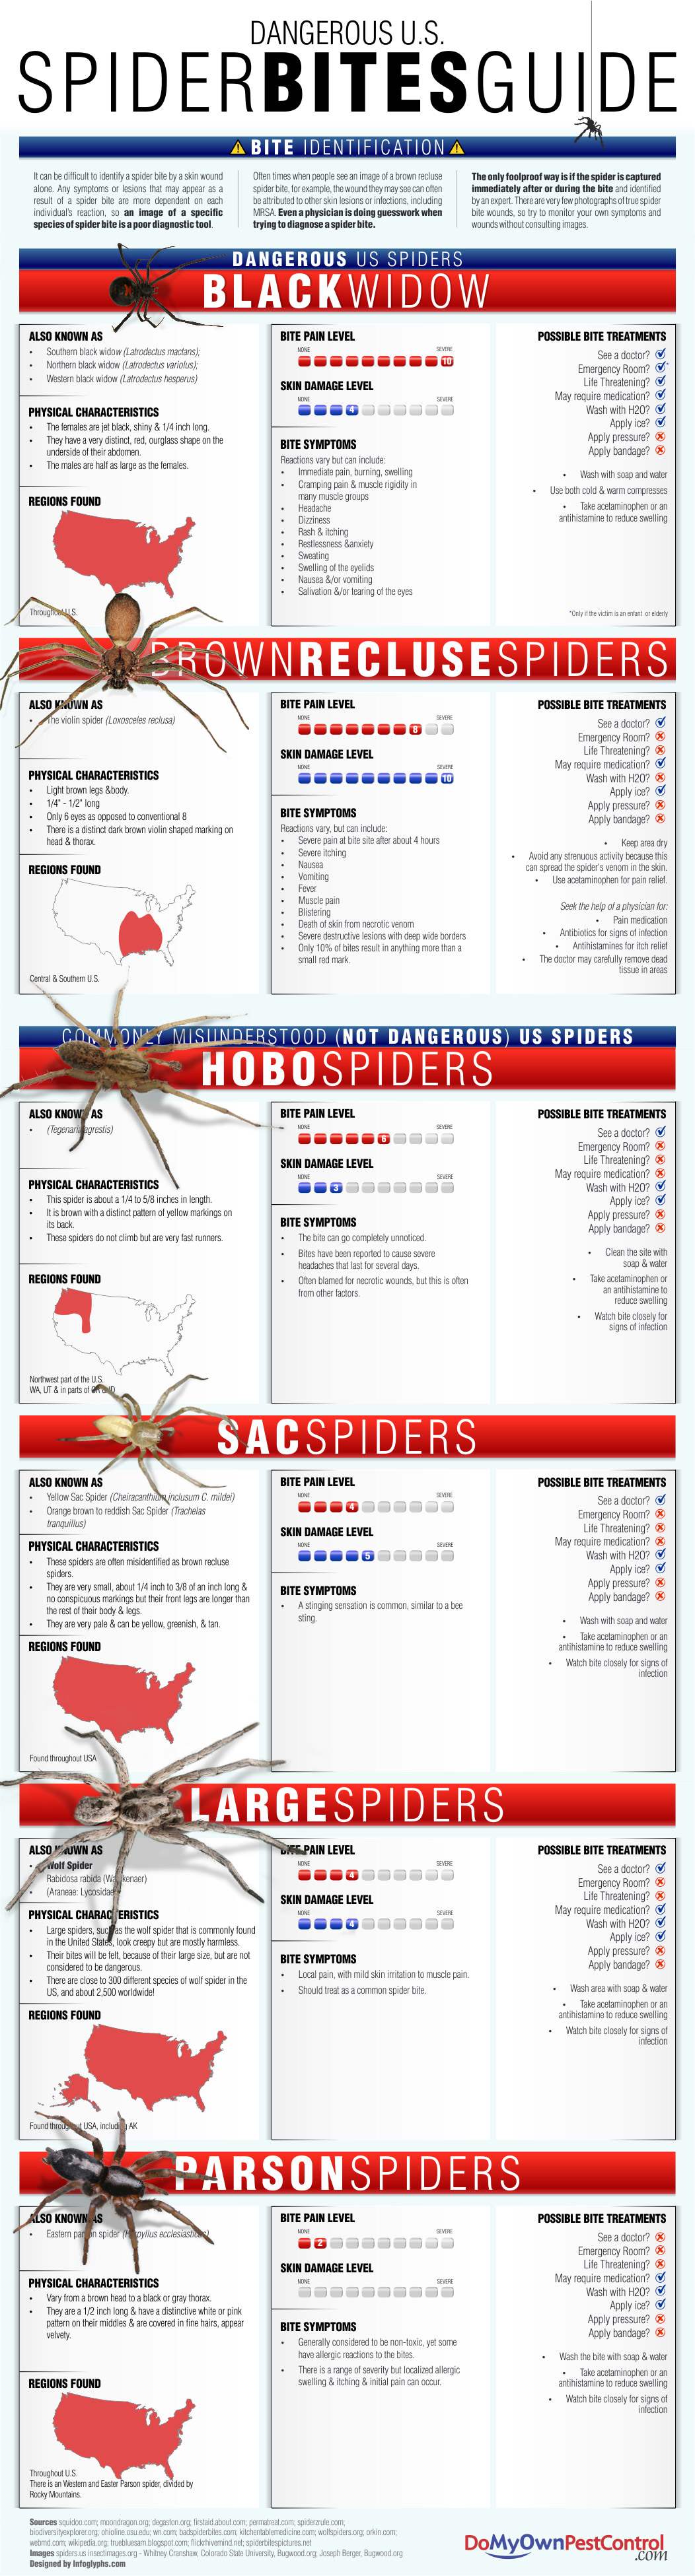 DANGEROUS U.S.
SPIDERBITESGUIDE
BITE IDENTIFICATION
It can be difficult to identify a spider bite by a skin wound
alone. Any symptoms or lesions that may appear as a
result of a spider bite are more dependent on each
individual's reaction, so an image of a specific
species of spider bite is a poor diagnostic tool.
Often times when people see an image of a brown recluse
spider bite, for example, the wound they may see can often
be attributed to other skin lesions or infections, including
MRSA. Even a physician is doing guesswork when
trying to diagnose a spider bite.
The only foolproof way is if the spider is captured
immediately after or during the bite and identified
by an expert. There are very few photographs of true spider
bite wounds, so try to monitor your own symptoms and
wounds without consulting images.
DANGEROUS US SPIDERS
BLACKWIDOW
ALSO KNOWN AS
• Southern black widow (Latrodectus mactans);
• Northern black widow (Latrodectus variolus);
• Western black widow (Latrodectus hesperus)
PHYSICAL CHARACTERISTICS
• The females are jet black, shiny & 1/4 inch long.
• They have a very distinct, red, ourglass shape on the
underside of their abdomen.
• The males are half as large as the females.
REGIONS FOUND
Throughout U.S.
BITE PAIN LEVEL
NONE SEVERE
10
SKIN DAMAGE LEVEL
NONE SEVERE
4
BITE SYMPTOMS
Reactions vary but can include:
• Immediate pain, burning, swelling
• Cramping pain & muscle rigidity in
many muscle groups
• Headache
• Dizziness
• Rash & itching
• Restlessness &anxiety
• Sweating
• Swelling of the eyelids
• Nausea &/or vomiting
• Salivation &/or tearing of the eyes
POSSIBLE BITE TREATMENTS
See a doctor?
Emergency Room? *
Life Threatening?
May require medication?
Wash with H2O?
Apply ice?
Apply pressure?
Apply bandage?
• Wash with soap and water
• Use both cold & warm compresses
• Take acetaminophen or an
antihistamine to reduce swelling
*Only if the victim is an enfant or elderly
BROWNRECLUSESPIDERS
ALSO KNOWN AS
• The violin spider (Loxosceles reclusa)
PHYSICAL CHARACTERISTICS
• Light brown legs &body.
• 1/4" - 1/2" long
• Only 6 eyes as opposed to conventional 8
• There is a distinct dark brown violin shaped marking on
head & thorax.
REGIONS FOUND
Central & Southern U.S.
BITE PAIN LEVEL
NONE SEVERE
8
SKIN DAMAGE LEVEL
NONE SEVERE
10
BITE SYMPTOMS
Reactions vary, but can include:
• Severe pain at bite site after about 4 hours
• Severe itching
• Nausea
• Vomiting
• Fever
• Muscle pain
• Blistering
• Death of skin from necrotic venom
• Severe destructive lesions with deep wide borders
• Only 10% of bites result in anything more than a
small red mark.
POSSIBLE BITE TREATMENTS
See a doctor?
Emergency Room?
Life Threatening?
May require medication?
Wash with H2O?
Apply ice?
Apply pressure?
Apply bandage?
• Keep area dry
• Avoid any strenuous activity because this
can spread the spider's venom in the skin.
• Use acetaminophen for pain relief.
Seek the help of a physician for:
• Pain medication
• Antibiotics for signs of infection
• Antihistamines for itch relief
• The doctor may carefully remove dead
tissue in areas
COMMONLY MISUNDERSTOOD (NOT DANGEROUS) US SPIDERS
HOBOSPIDERS
ALSO KNOWN AS
• (Tegenaria agrestis)
PHYSICAL CHARACTERISTICS
• This spider is about a 1/4 to 5/8 inches in length.
• It is brown with a distinct pattern of yellow markings on
its back.
• These spiders do not climb but are very fast runners.
REGIONS FOUND
Northwest part of the U.S.
WA, UT & in parts of
BITE PAIN LEVEL
NONE SEVERE
6
SKIN DAMAGE LEVEL
NONE SEVERE
3
BITE SYMPTOMS
• The bite can go completely unnoticed.
• Bites have been reported to cause severe
headaches that last for several days.
• Often blamed for necrotic wounds, but this is often
from other factors.
POSSIBLE BITE TREATMENTS
See a doctor?
Emergency Room?
Life Threatening?
May require medication?
Wash with H2O?
Apply ice?
Apply pressure?
Apply bandage?
• Clean the site with
soap & water
• Take acetaminophen or
an antihistamine to
reduce swelling
• Watch bite closely for
signs of infection
SACSPIDERS
ALSO KNOWN AS
• Yellow Sac Spider (Cheiracanthium inclusum C. mildei)
• Orange brown to reddish Sac Spider (Trachelas
tranquillus)
PHYSICAL CHARACTERISTICS
• These spiders are often misidentified as brown recluse
spiders.
• They are very small, about 1/4 inch to 3/8 of an inch long &
no conspicuous markings but their front legs are longer than
the rest of their body & legs.
• They are very pale & can be yellow, greenish, & tan.
REGIONS FOUND
Found throughout USA
BITE PAIN LEVEL
NONE SEVERE
4
SKIN DAMAGE LEVEL
NONE SEVERE
5
BITE SYMPTOMS
• A stinging sensation is common, similar to a bee
sting.
POSSIBLE BITE TREATMENTS
See a doctor?
Emergency Room?
Life Threatening?
May require medication?
Wash with H2O?
Apply ice?
Apply pressure?
Apply bandage?
• Wash with soap and water
• Take acetaminophen or an
antihistamine to reduce swelling
• Watch bite closely for signs of
infection
LARGESPIDERS
ALSO KNOWN AS
• Wolf Spider
Rabidosa rabida (Walckenaer)
• (Araneae: Lycosidae
PHYSICAL CHARACTERISTICS
• Large spiders, such as the wolf spider that is commonly found
in the United States, look creepy but are mostly harmless.
• Their bites will be felt, because of their large size, but are not
considered to be dangerous.
• There are close to 300 different species of wolf spider in the
US, and about 2,500 worldwide!
REGIONS FOUND
Found throughout USA, including AK
BITE PAIN LEVEL
NONE SEVERE
4
SKIN DAMAGE LEVEL
NONE SEVERE
4
BITE SYMPTOMS
• Local pain, with mild skin irritation to muscle pain.
• Should treat as a common spider bite.
POSSIBLE BITE TREATMENTS
See a doctor?
Emergency Room?
Life Threatening?
May require medication?
Wash with H2O?
Apply ice?
Apply pressure?
Apply bandage?
• Wash area with soap & water
• Take acetaminophen or an
antihistamine to reduce swelling
• Watch bite closely for signs of
infection
PARSONSPIDERS
ALSO KNOWN AS
• Eastern parson spider (Herpyllus ecclesiasticus)
PHYSICAL CHARACTERISTICS
• Vary from a brown head to a black or gray thorax.
• They are a 1/2 inch long & have a distinctive white or pink
pattern on their middles & are covered in fine hairs, appear
velvety.
REGIONS FOUND
Throughout U.S.
There is an Western and Easter Parson spider, divided by
Rocky Mountains.
BITE PAIN LEVEL
NONE SEVERE
2
SKIN DAMAGE LEVEL
NONE SEVERE
BITE SYMPTOMS
• Generally considered to be non-toxic, yet some
have allergic reactions to the bites.
• There is a range of severity but localized allergic
swelling & itching & initial pain can occur.
POSSIBLE BITE TREATMENTS
See a doctor?
Emergency Room?
Life Threatening?
May require medication?
Wash with H2O?
Apply ice?
Apply pressure?
Apply bandage?
• Wash the bite with soap & water
• Take acetaminophen or an
antihistamine to reduce swelling
• Watch bite closely for signs of
infection
Sources squidoo.com; moondragon.org; degaston.org; firstaid.about.com; permatreat.com; spiderzrule.com;
biodiversityexplorer.org; ohioline.osu.edu; wn.com; badspiderbites.com; kitchentablemedicine.com; wolfspiders.org; orkin.com;
webmd.com; wikipedia.org; truebluesam.blogspot.com; flickrhivemind.net; spiderbitespictures.net
Images spiders.us insectimages.org - Whitney Cranshaw, Colorado State University, Bugwood.org; Joseph Berger, Bugwood.org
Designed by Infoglyphs.com
DoMyOwnPestControl
.com